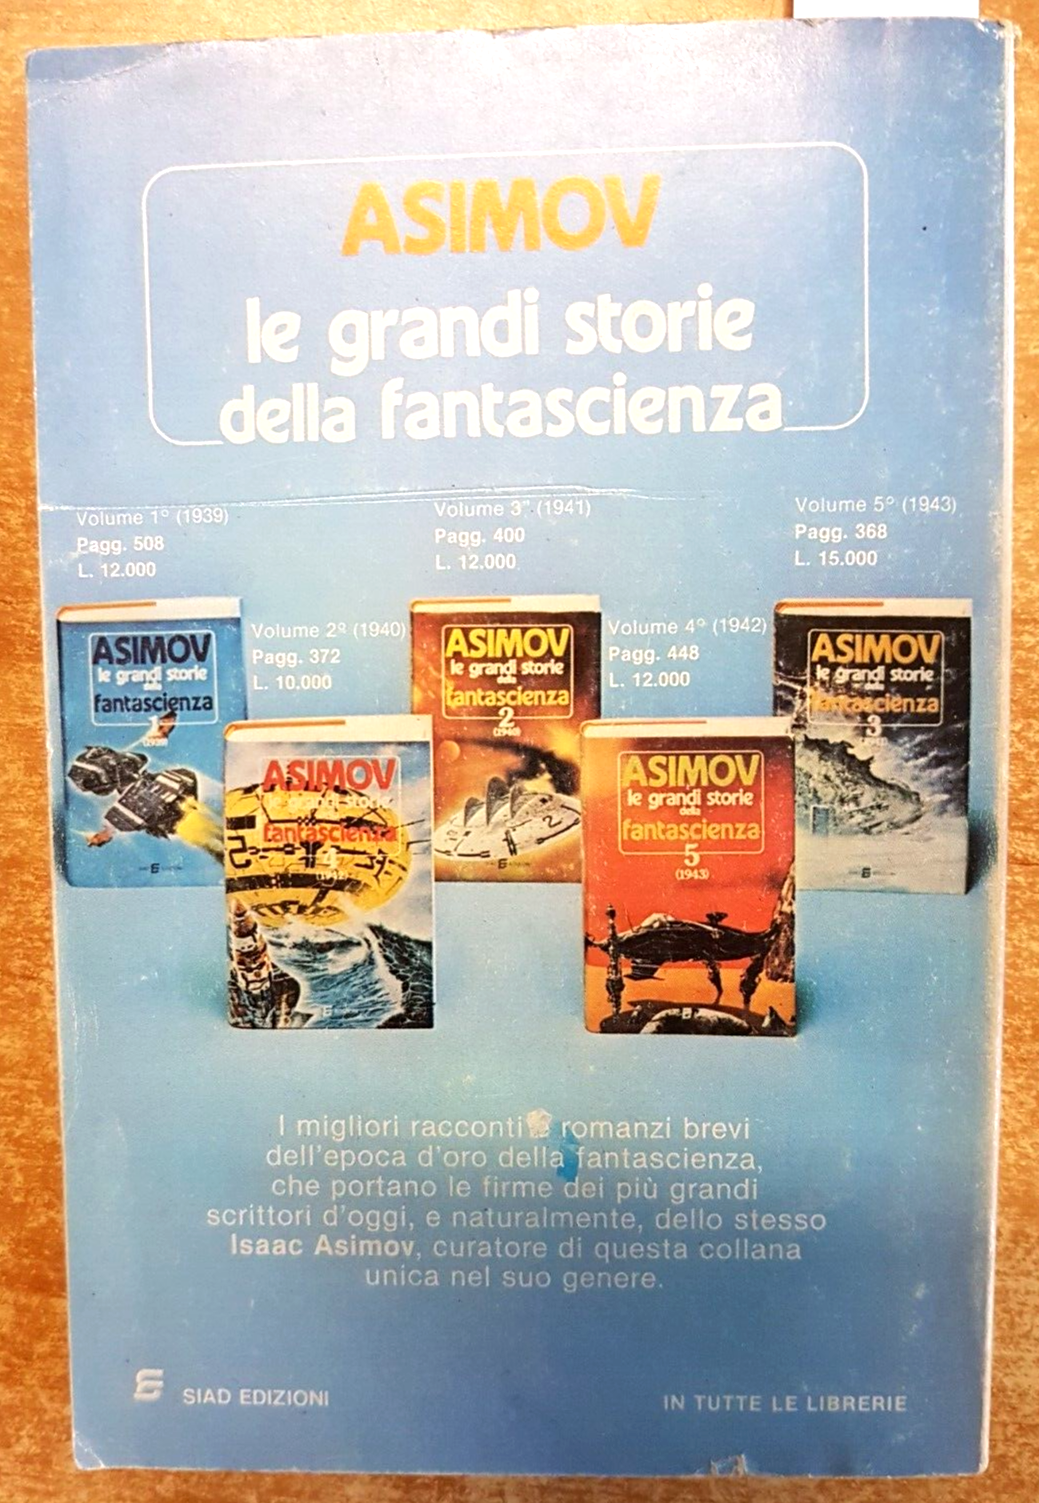 ASIMOV
le grandi storie
della fantascienza
Volume 1° (1939)
Pagg. 508
L. 12.000
Volume 2° (1940)
Pagg. 372
L. 10.000
Volume 3° (1941)
Pagg. 400
L. 12.000
Volume 4° (1942)
Pagg. 448
L. 12.000
Volume 5° (1943)
Pagg. 368
L. 15.000
ASIMOV
le grandi storie
della
fantascienza
1
(1939)
ASIMOV
le grandi storie
fantascienza
4
ASIMOV
le grandi storie
della
fantascienza
2
(1940)
ASIMOV
le grandi storie
della
fantascienza
5
(1943)
ASIMOV
le grandi storie
della
fantascienza
3
I migliori racconti e romanzi brevi
dell'epoca d'oro della fantascienza,
che portano le firme dei più grandi
scrittori d'oggi, e naturalmente, dello stesso
Isaac Asimov, curatore di questa collana
unica nel suo genere.
SIAD EDIZIONI
IN TUTTE LE LIBRERIE